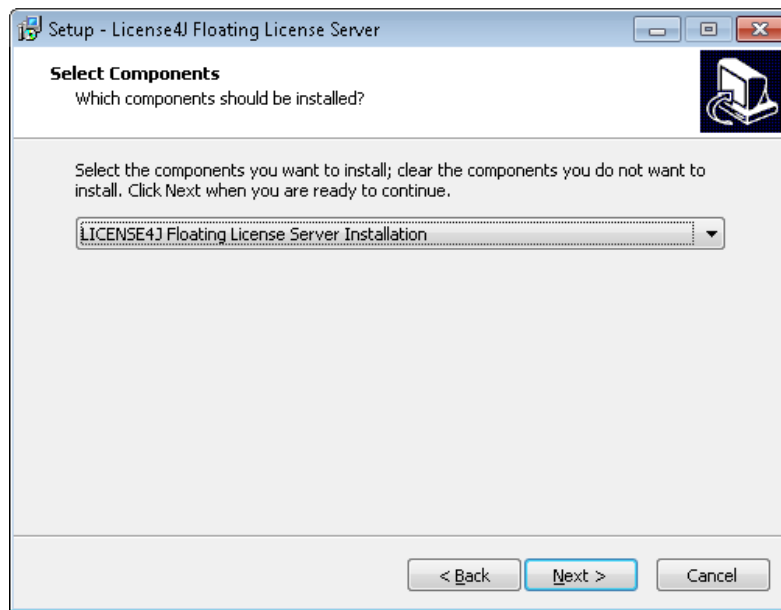 Setup - License4J Floating License Server
Select Components
Which components should be installed?
Select the components you want to install; clear the components you do not want to
install. Click Next when you are ready to continue.
LICENSE4J Floating License Server Installation
< Back
Next >
Cancel